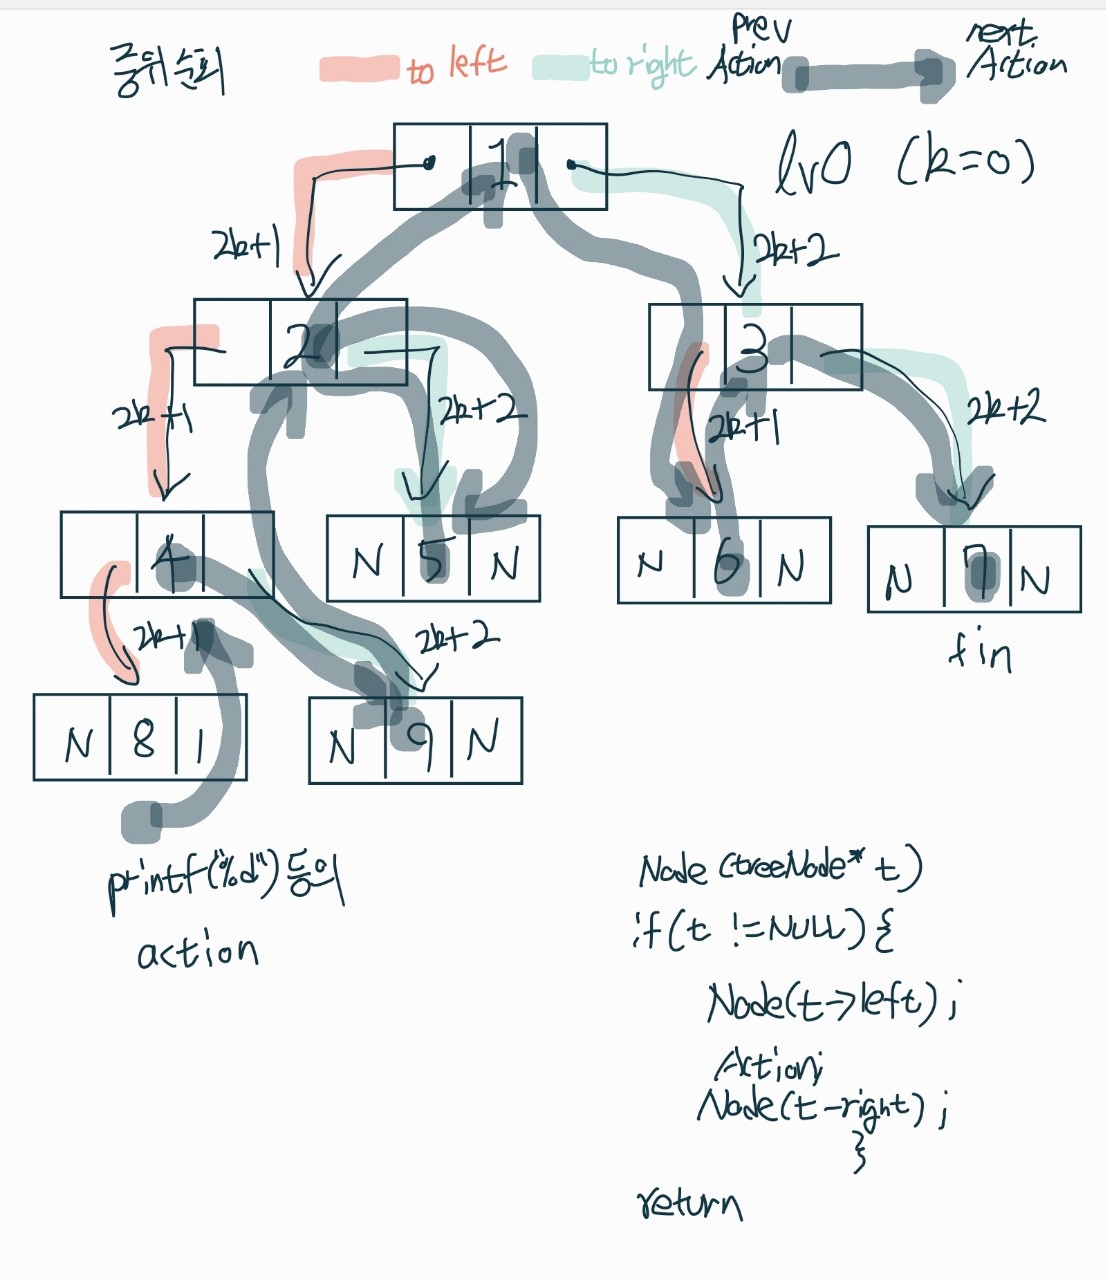 중위순회
to left
to right
prev
Action
next
Action
1
lv0 (k=0)
2k+1
2k+2
2
3
2k+1
2k+2
2k+1
2k+2
4
N 5 N
N 6 N
N 7 N
2k+1
2k+2
fin
N 8 1
N 9 N
printf("%d")등의
action
Node (treeNode* t)
if(t !=NULL){
Node(t->left);
Action;
Node(t-right);
}
return